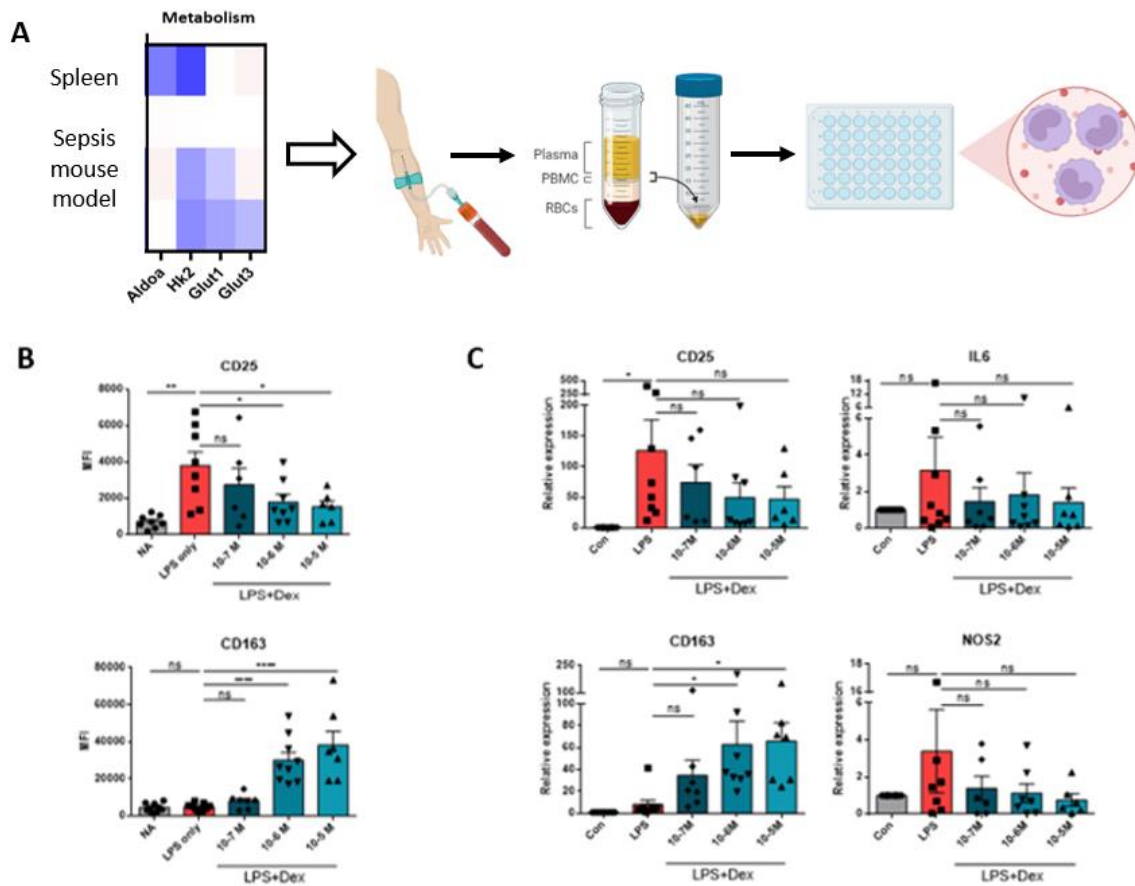 A
Metabolism
Spleen
Sepsis
mouse
model
Aldoa
Hk2
Glut1
Glut3
Plasma
PBMC
RBCs
B
CD25
8000
6000
4000
2000
0
MFI
**
*
*
ns
NA
LPS only
10-7 M
10-6 M
10-5 M
LPS+Dex
CD163
80000
60000
40000
20000
0
MFI
ns
****
****
ns
NA
LPS only
10-7 M
10-6 M
10-5 M
LPS+Dex
C
CD25
500
350
200
150
100
50
0
Relative expression
*
ns
ns
ns
Con
LPS
10-7M
10-6M
10-5M
LPS+Dex
IL6
18
12
6
4
2
0
Relative expression
ns
ns
ns
ns
Con
LPS
10-7M
10-6M
10-5M
LPS+Dex
CD163
250
100
80
60
40
20
0
Relative expression
ns
*
*
ns
Con
LPS
10-7M
10-6M
10-5M
LPS+Dex
NOS2
18
16
6
4
2
0
Relative expression
ns
ns
ns
ns
Con
LPS
10-7M
10-6M
10-5M
LPS+Dex